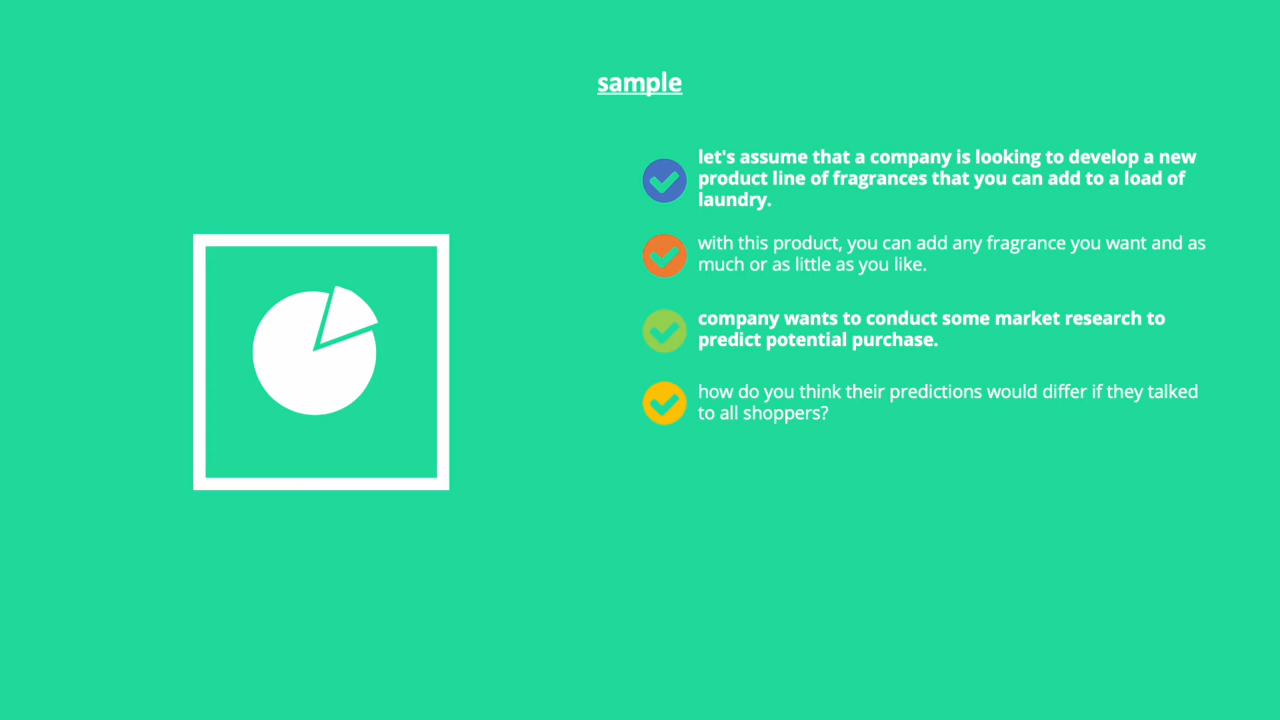 sample
let's assume that a company is looking to develop a new
product line of fragrances that you can add to a load of
laundry.
with this product, you can add any fragrance you want and as
much or as little as you like.
company wants to conduct some market research to
predict potential purchase.
how do you think their predictions would differ if they talked
to all shoppers?